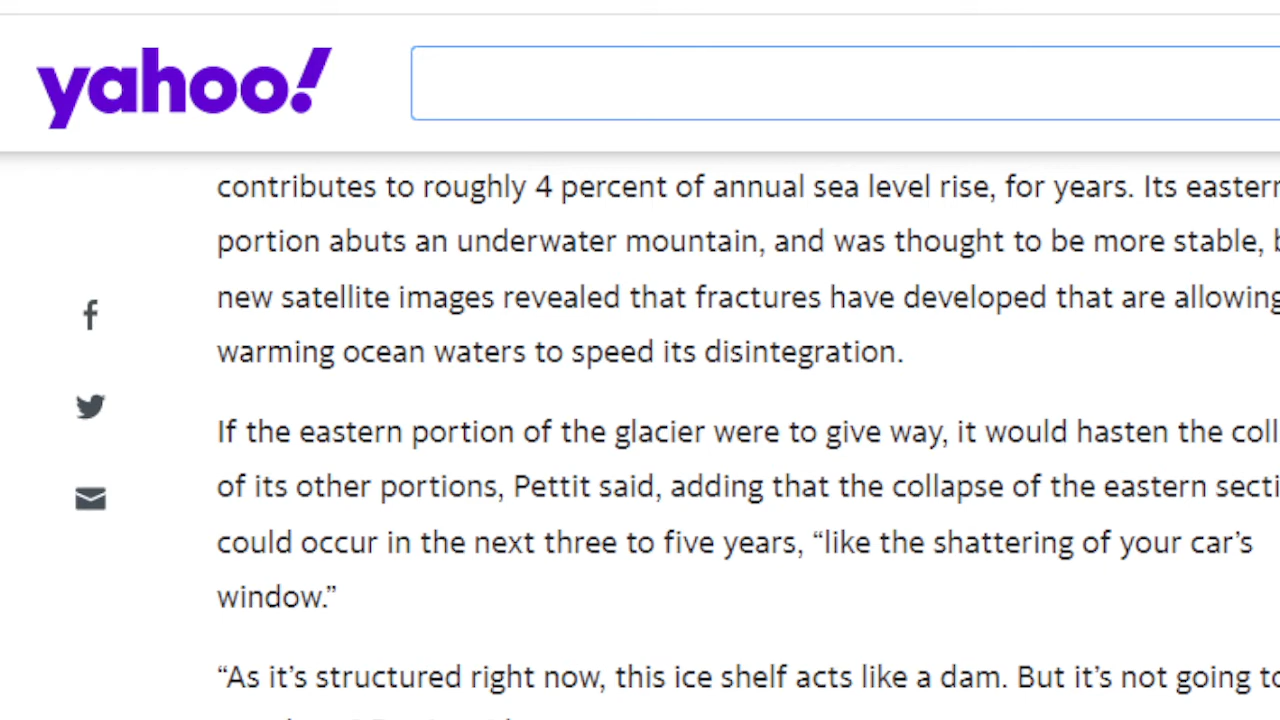 yahoo!
contributes to roughly 4 percent of annual sea level rise, for years. Its eastern
portion abuts an underwater mountain, and was thought to be more stable,
new satellite images revealed that fractures have developed that are allowing
warming ocean waters to speed its disintegration.
If the eastern portion of the glacier were to give way, it would hasten the
of its other portions, Pettit said, adding that the collapse of the eastern
could occur in the next three to five years, “like the shattering of your car’s
window.”
“As it’s structured right now, this ice shelf acts like a dam. But it’s not going to